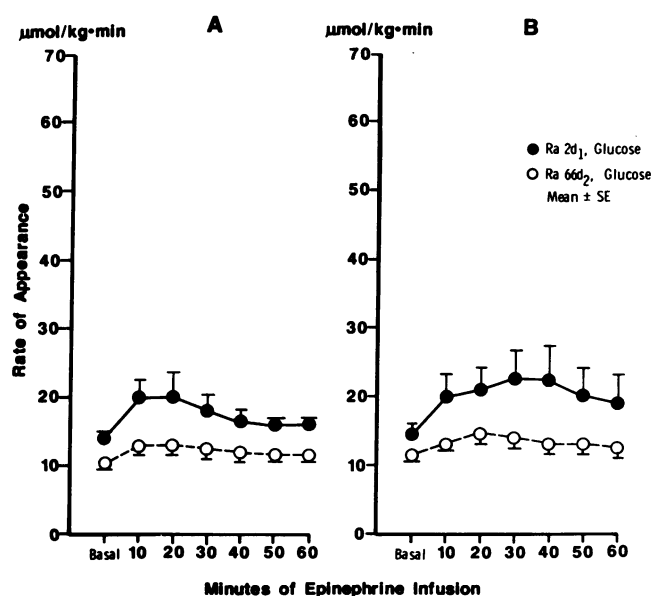 A
B
μmol/kg•min
μmol/kg•min
70
60
50
40
30
20
10
0
70
60
50
40
30
20
10
0
Rate of Appearance
Ra 2d1, Glucose
Ra 66d2, Glucose
Mean ± SE
Basal 10 20 30 40 50 60
Basal 10 20 30 40 50 60
Minutes of Epinephrine Infusion